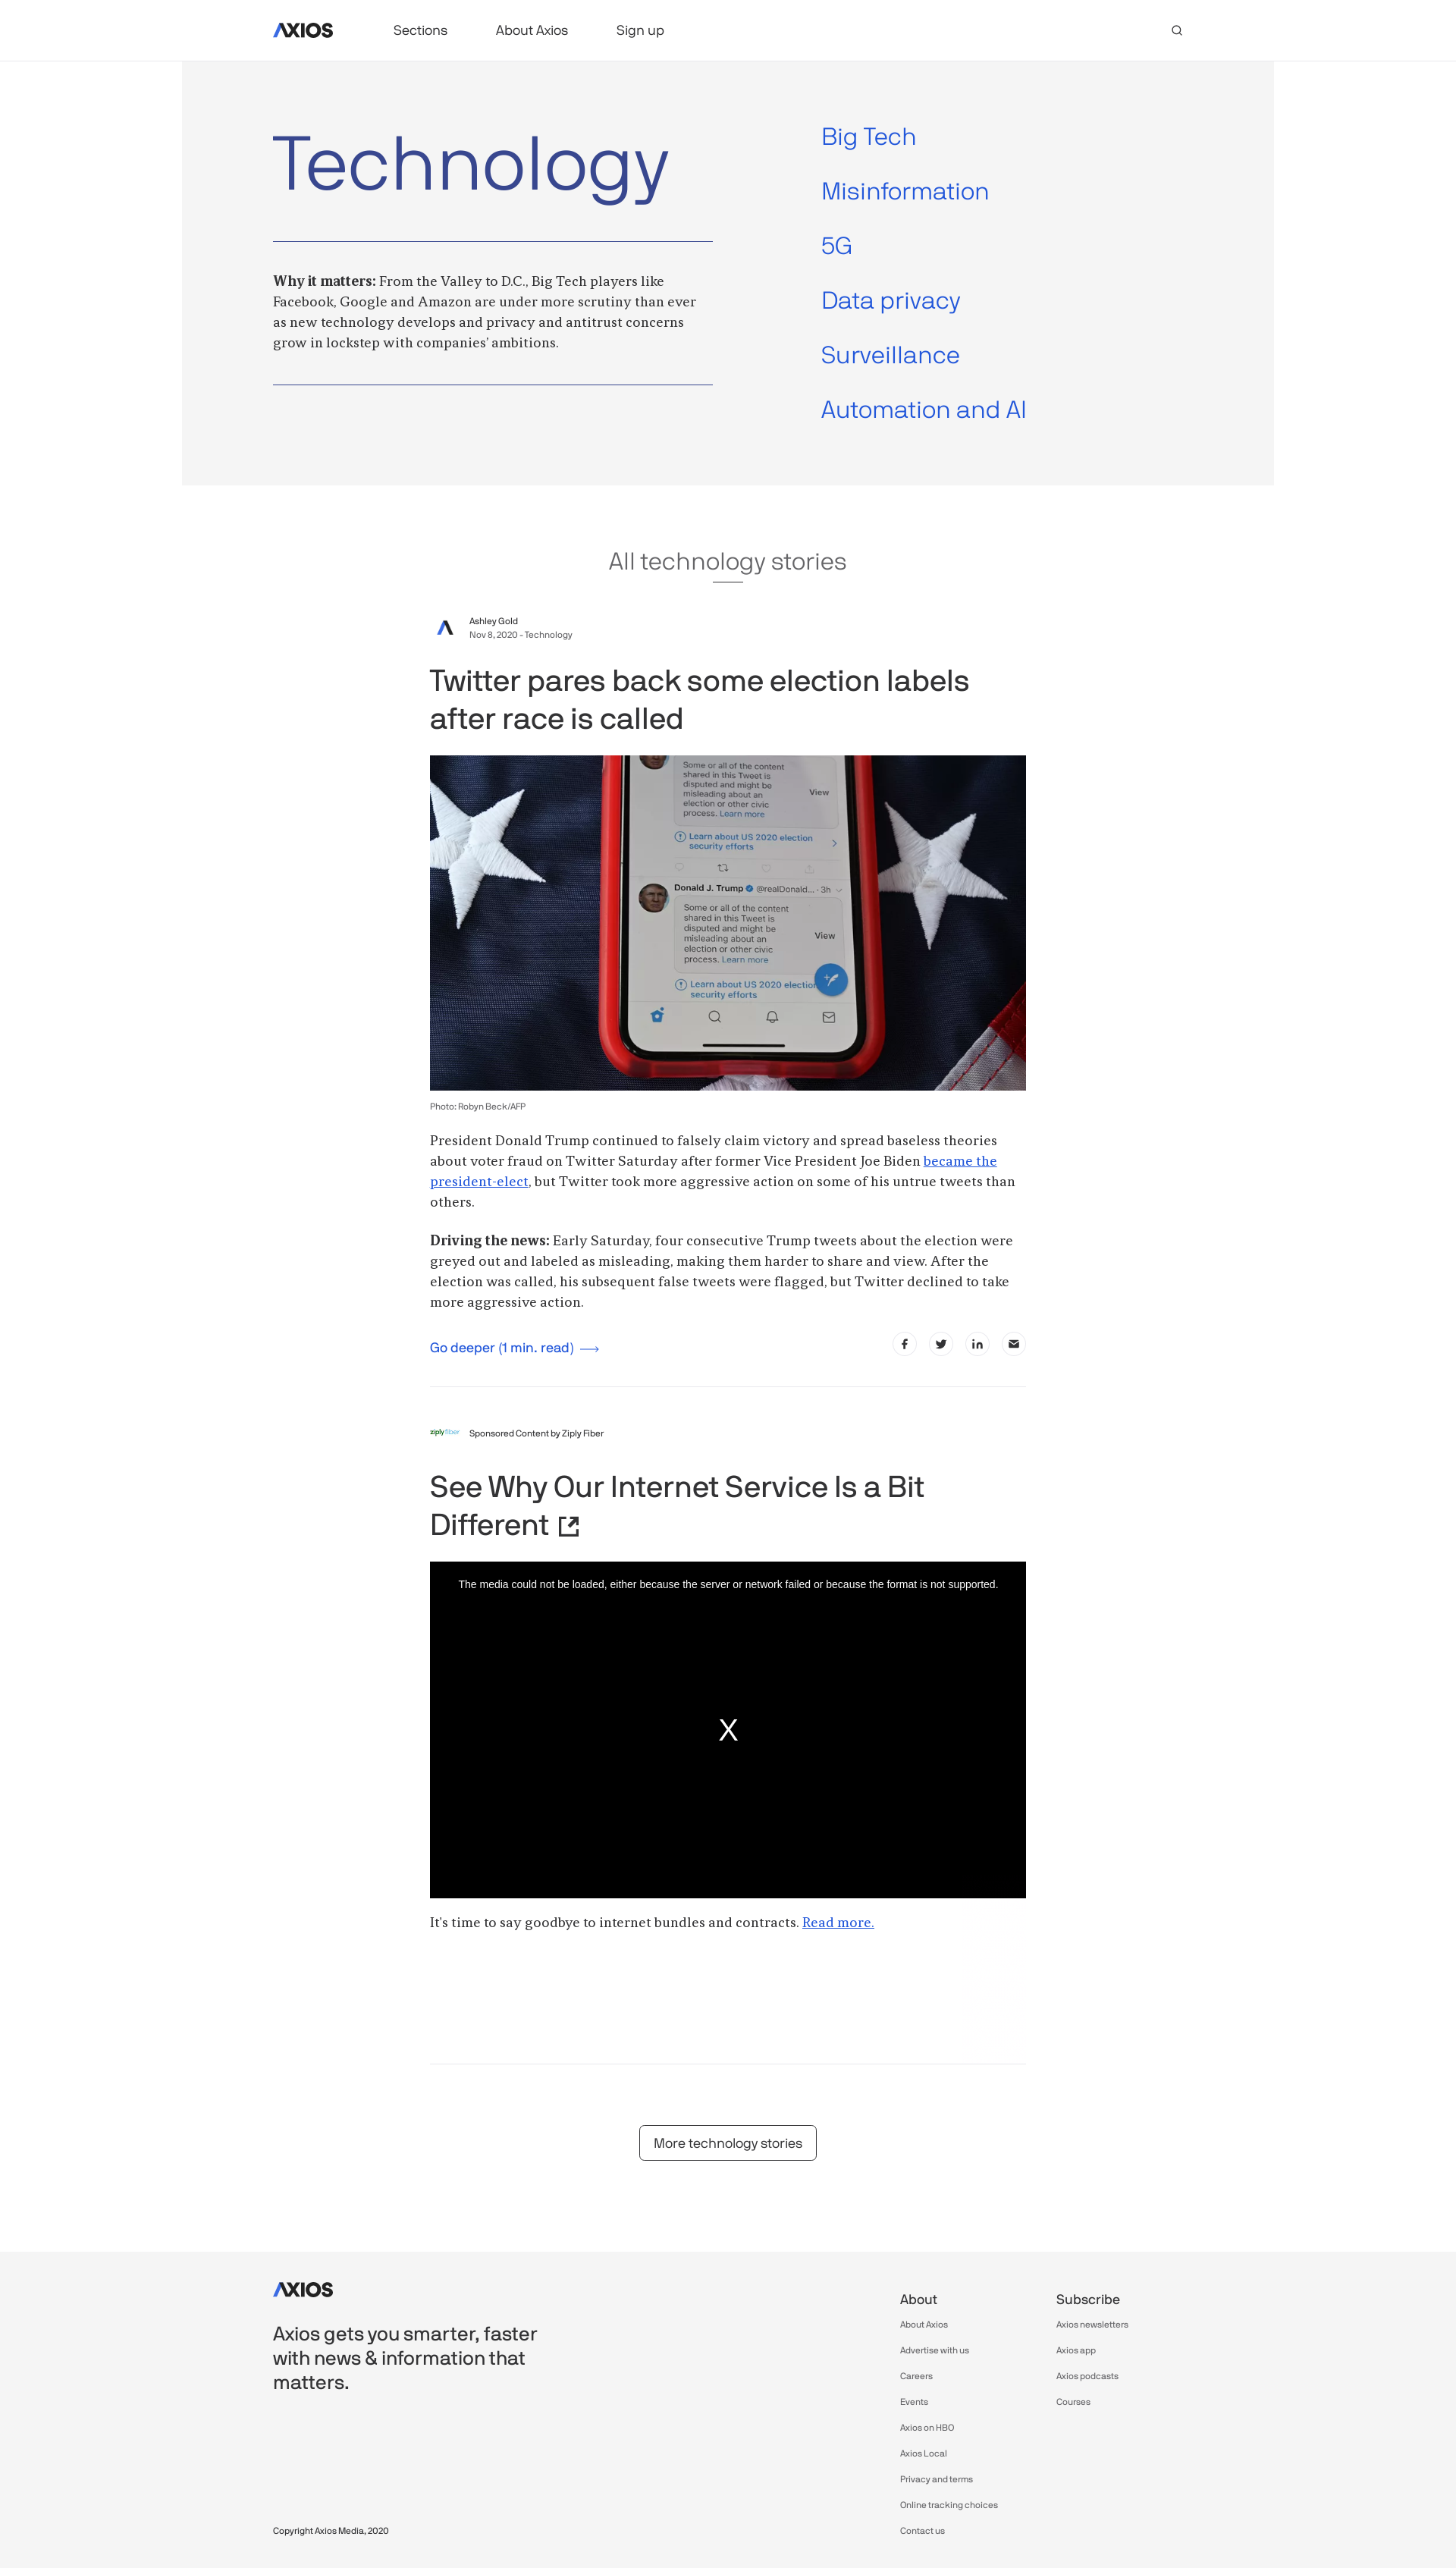 AXIOS
Sections
About Axios
Sign up
Technology
Why it matters: From the Valley to D.C., Big Tech players like
Facebook, Google and Amazon are under more scrutiny than ever
as new technology develops and privacy and antitrust concerns
grow in lockstep with companies' ambitions.
Big Tech
Misinformation
5G
Data privacy
Surveillance
Automation and AI
All technology stories
Ashley Gold
Nov 8, 2020 - Technology
Twitter pares back some election labels
after race is called
Some or all of the content
shared in this Tweet is
disputed and might be
misleading about an
election or other civic
process. Learn more
View
Learn about US 2020 election
security efforts
Donald J. Trump @realDonald... · 3h
Some or all of the content
shared in this Tweet is
disputed and might be
misleading about an
election or other civic
process. Learn more
View
Learn about US 2020 election
security efforts
Photo: Robyn Beck/AFP
President Donald Trump continued to falsely claim victory and spread baseless theories
about voter fraud on Twitter Saturday after former Vice President Joe Biden became the
president-elect, but Twitter took more aggressive action on some of his untrue tweets than
others.
Driving the news: Early Saturday, four consecutive Trump tweets about the election were
greyed out and labeled as misleading, making them harder to share and view. After the
election was called, his subsequent false tweets were flagged, but Twitter declined to take
more aggressive action.
Go deeper (1 min. read)
ziplyfiber
Sponsored Content by Ziply Fiber
See Why Our Internet Service Is a Bit
Different
The media could not be loaded, either because the server or network failed or because the format is not supported.
X
It's time to say goodbye to internet bundles and contracts. Read more.
More technology stories
AXIOS
Axios gets you smarter, faster
with news & information that
matters.
Copyright Axios Media, 2020
About
About Axios
Advertise with us
Careers
Events
Axios on HBO
Axios Local
Privacy and terms
Online tracking choices
Contact us
Subscribe
Axios newsletters
Axios app
Axios podcasts
Courses